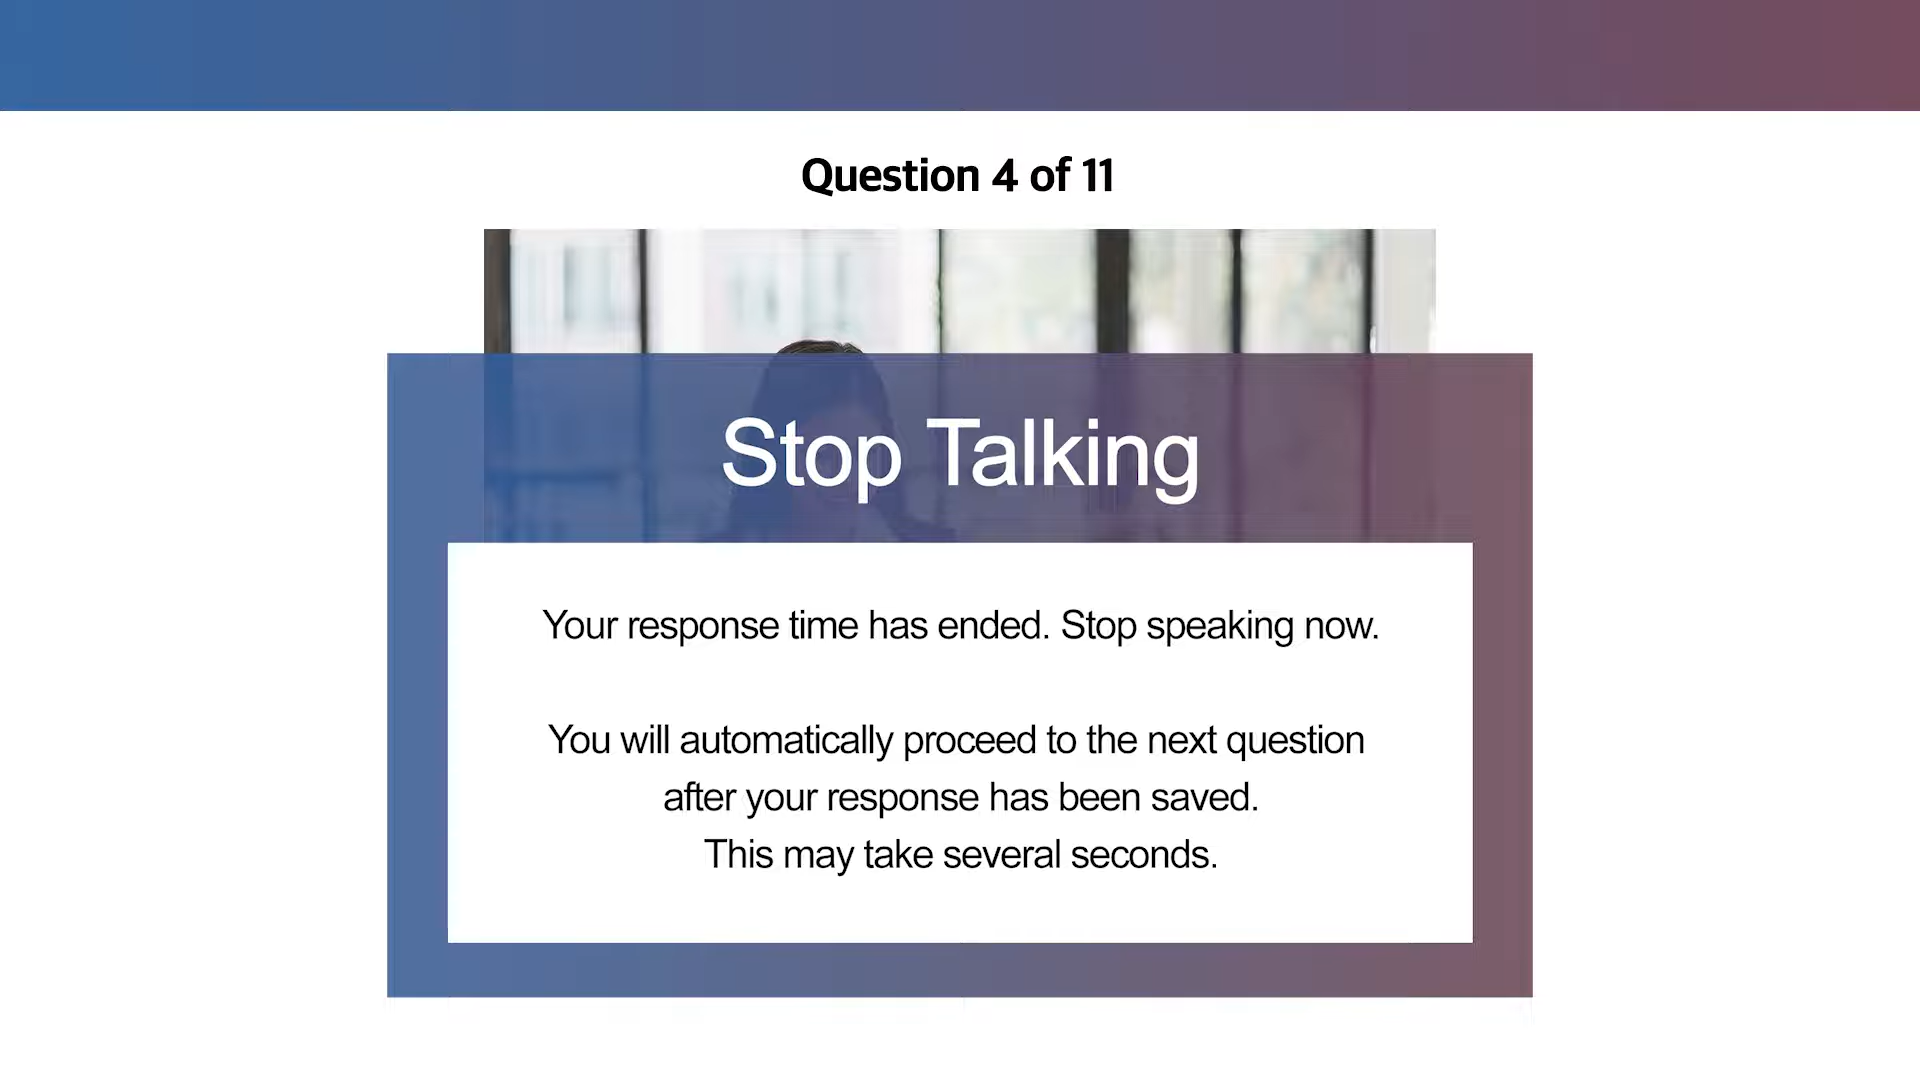 Question 4 of 11
Stop Talking
Your response time has ended. Stop speaking now.
You will automatically proceed to the next question
after your response has been saved.
This may take several seconds.